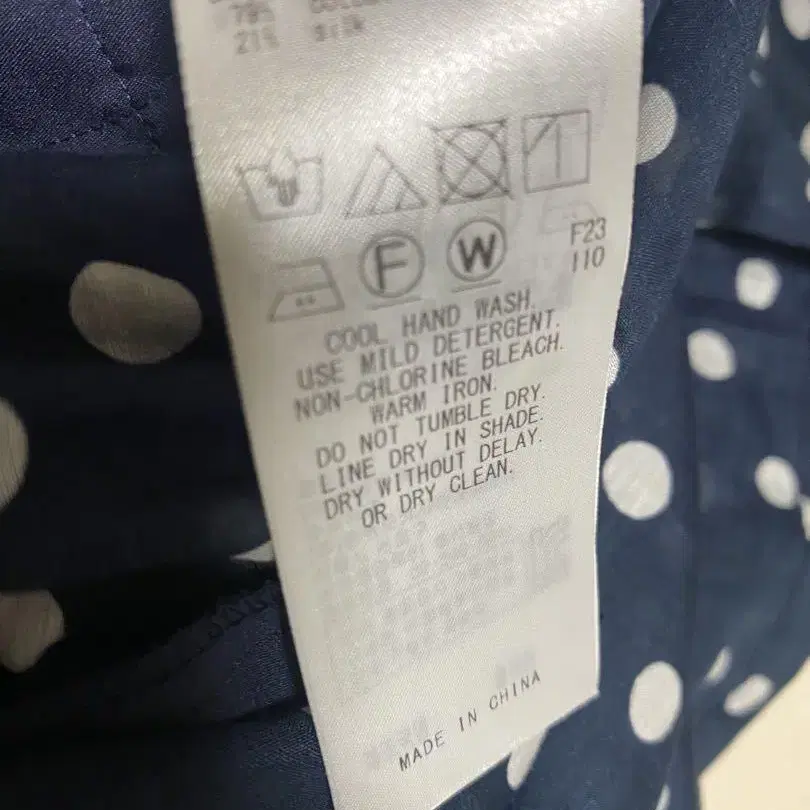 21% silk
F W F23
110
COOL HAND WASH.
USE MILD DETERGENT.
NON-CHLORINE BLEACH.
WARM IRON.
DO NOT TUMBLE DRY.
LINE DRY IN SHADE.
DRY WITHOUT DELAY.
OR DRY CLEAN.
MADE IN CHINA